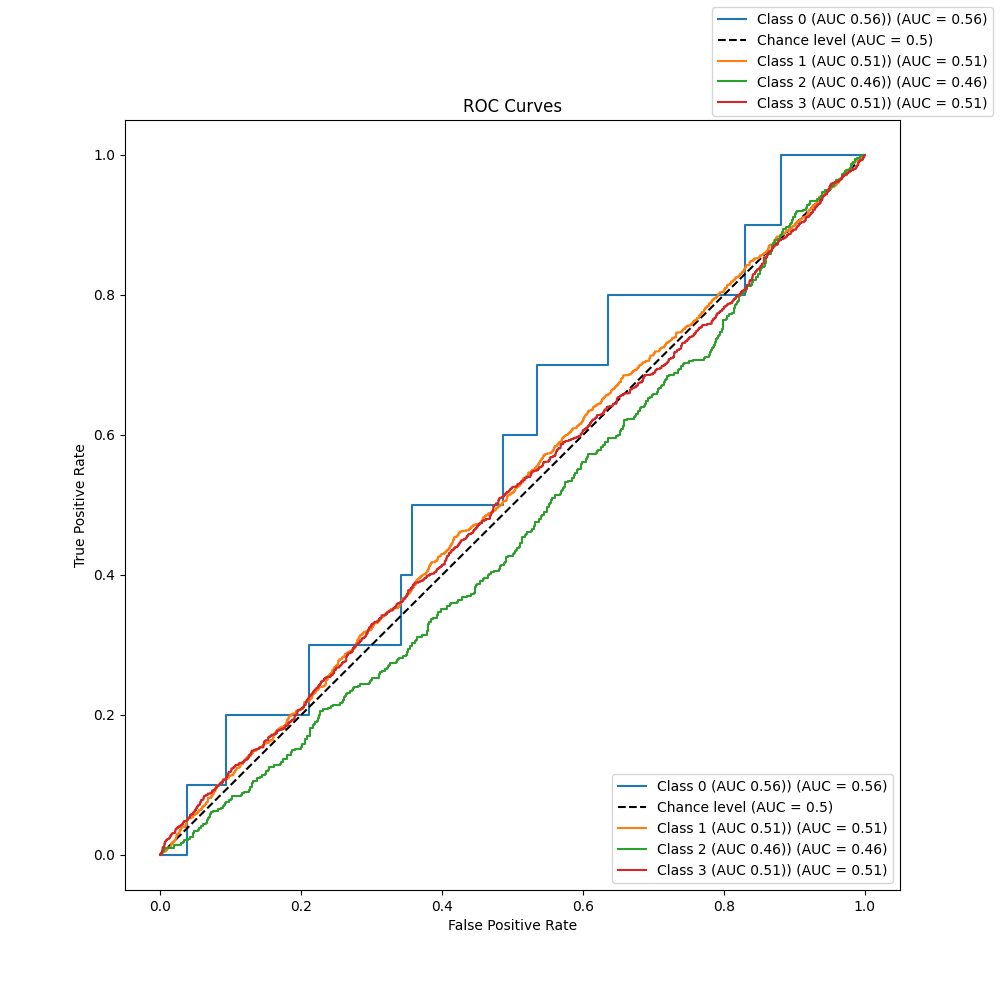 Class 0 (AUC 0.56)) (AUC = 0.56)
Chance level (AUC = 0.5)
Class 1 (AUC 0.51)) (AUC = 0.51)
Class 2 (AUC 0.46)) (AUC = 0.46)
Class 3 (AUC 0.51)) (AUC = 0.51)
ROC Curves
1.0
0.8
0.6
0.4
0.2
0.0
True Positive Rate
Class 0 (AUC 0.56)) (AUC = 0.56)
Chance level (AUC = 0.5)
Class 1 (AUC 0.51)) (AUC = 0.51)
Class 2 (AUC 0.46)) (AUC = 0.46)
Class 3 (AUC 0.51)) (AUC = 0.51)
0.0 0.2 0.4 0.6 0.8 1.0
False Positive Rate